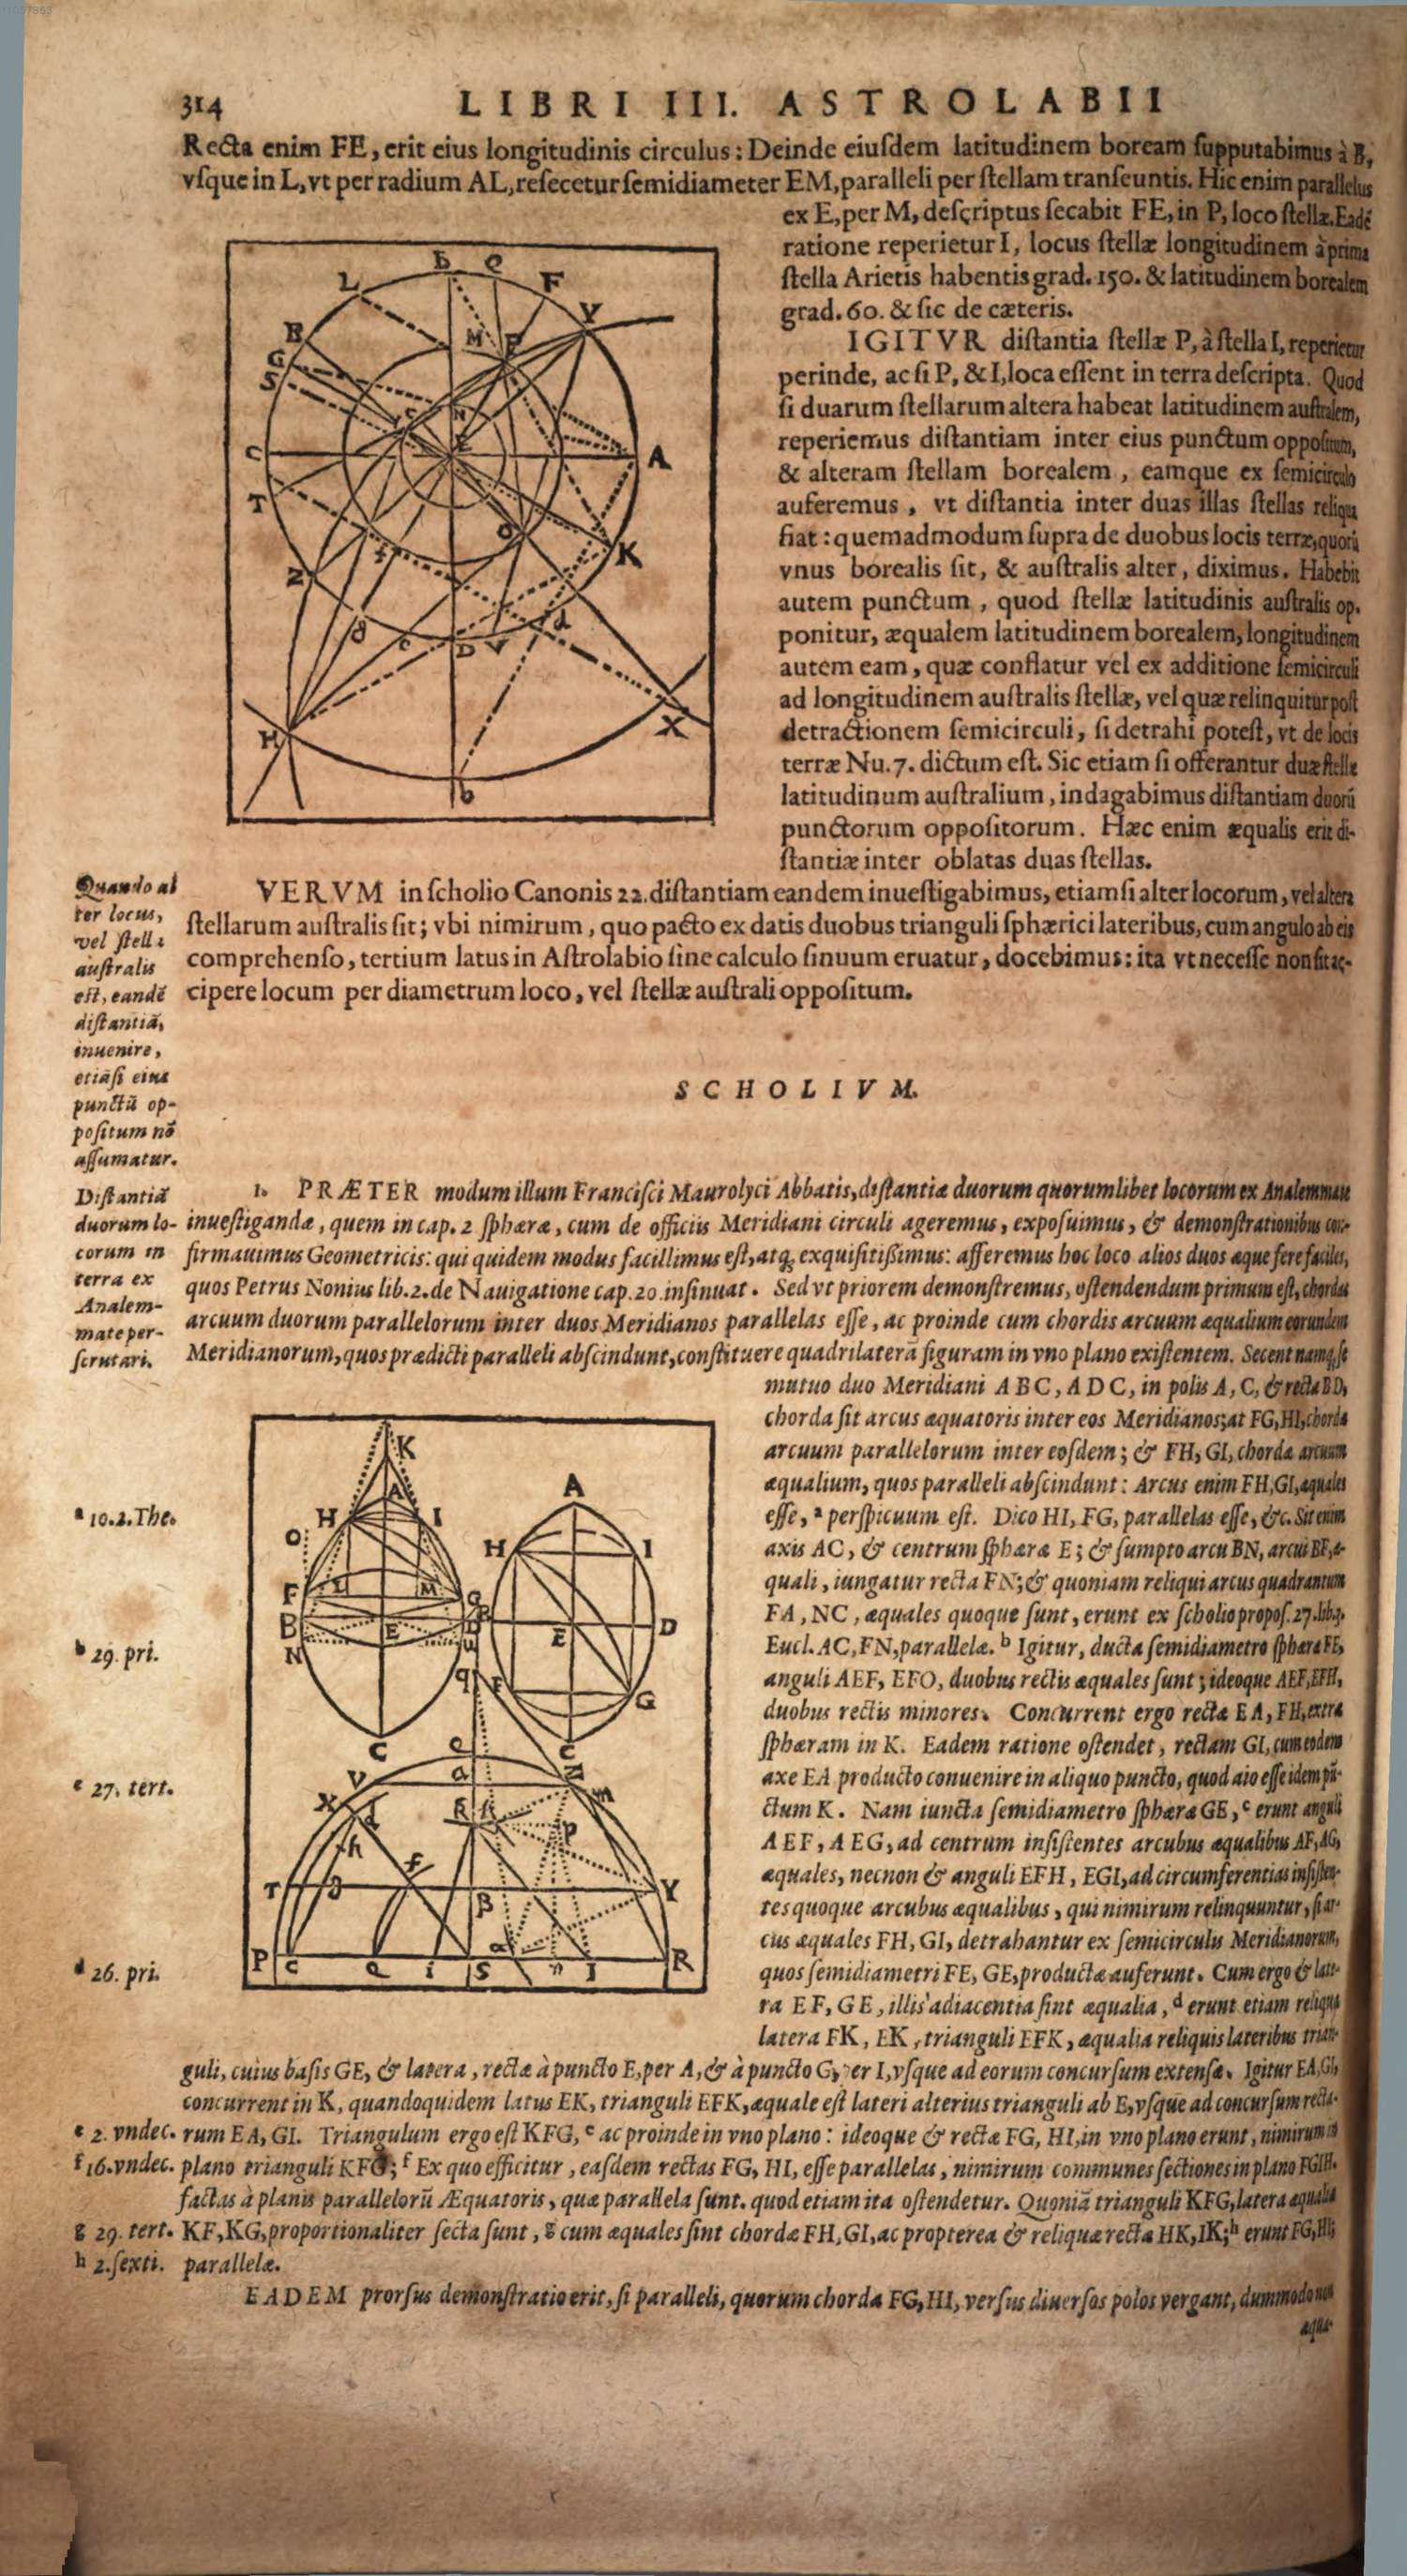 314
LIBRI III. ASTROLABII
Recta enim FE, erit eius longitudinis circulus: Deinde eiuſdem latitudinem boream ſupputabimus à B,
vſque in L, vt per radium AL, reſecetur ſemidiameter EM, paralleli per ſtellam tranſeuntis. Hic enim parallelus
ex E, per M, deſcriptus ſecabit FE, in P, loco ſtellæ. Eadē
ratione reperietur I, locus ſtellæ longitudinem à prima
ſtella Arietis habentis grad. 150. & latitudinem borealem
grad. 60. & ſic de cæteris.
IGITVR diſtantia ſtellæ P, à ſtella I, reperietur
perinde, ac ſi P, & I, loca eſſent in terra deſcripta. Quod
ſi duarum ſtellarum altera habeat latitudinem auſtralem,
reperiemus diſtantiam inter eius punctum oppoſitum,
& alteram ſtellam borealem, eamque ex ſemicirculo
auferemus, vt diſtantia inter duas illas ſtellas reliqua
fiat: quemadmodum ſupra de duobus locis terræ, quorū
vnus borealis ſit, & auſtralis alter, diximus. Habebit
autem punctum, quod ſtellæ latitudinis auſtralis op-
ponitur, æqualem latitudinem borealem, longitudinem
autem eam, quæ conflatur vel ex additione ſemicirculi
ad longitudinem auſtralis ſtellæ, vel quæ relinquitur poſt
detractionem ſemicirculi, ſi detrahi poteſt, vt de locis
terræ Nu. 7. dictum eſt. Sic etiam ſi offerantur duæ ſtellæ
latitudinum auſtralium, indagabimus diſtantiam duorū
punctorum oppoſitorum. Hæc enim æqualis erit di-
ſtantiæ inter oblatas duas ſtellas.
Quando al
ter locus,
vel ſtella
auſtralis
eſt, eandē
diſtantiā,
inuenire,
etiāſi eius
punctū op-
poſitum nō
aſſumatur.
VERVM in ſcholio Canonis 22. diſtantiam eandem inueſtigabimus, etiamſi alter locorum, vel altera
ſtellarum auſtralis ſit; vbi nimirum, quo pacto ex datis duobus trianguli ſphærici lateribus, cum angulo ab eis
comprehenſo, tertium latus in Aſtrolabio ſine calculo ſinuum eruatur, docebimus: ita vt neceſſe non ſit ac-
cipere locum per diametrum loco, vel ſtellæ auſtrali oppoſitum.
SCHOLIVM.
Diſtantiā
duorum lo-
corum in
terra ex
Analem-
mate per-
ſcrutari.
1. PRÆTER modum illum Franciſci Maurolyci Abbatis, diſtantiæ duorum quorumlibet locorum ex Analemmate
inueſtigandæ, quem in cap. 2 ſphæræ, cum de officiis Meridiani circuli ageremus, expoſuimus, & demonſtrationibus con-
firmauimus Geometricis: qui quidem modus facillimus eſt, atq; exquiſitiſsimus: afferemus hoc loco alios duos æque fere faciles,
quos Petrus Nonius lib. 2. de Nauigatione cap. 20. inſinuat. Sed vt priorem demonſtremus, oſtendendum primum eſt, chordas
arcuum duorum parallelorum inter duos Meridianos parallelas eſſe, ac proinde cum chordis arcuum æqualium eorundem
Meridianorum, quos prædicti paralleli abſcindunt, conſtituere quadrilaterā figuram in vno plano exiſtentem. Secent namq; ſe
mutuo duo Meridiani ABC, ADC, in polis A, C, & recta BD,
chorda ſit arcus æquatoris inter eos Meridianos; at FG, HI, chordæ
arcuum parallelorum inter eoſdem; & FH, GI, chordæ arcuum
æqualium, quos paralleli abſcindunt: Arcus enim FH, GI, æquales
eſſe, a perſpicuum eſt. Dico HI, FG, parallelas eſſe, &c. Sit enim
axis AC, & centrum ſphæræ E; & ſumpto arcu BN, arcui BF, æ-
quali, iungatur recta FN; & quoniam reliqui arcus quadrantum
FA, NC, æquales quoque ſunt, erunt ex ſcholio propoſ. 27. lib. 3.
Eucl. AC, FN, parallelæ. b Igitur, ducta ſemidiametro ſphæræ FE,
anguli AEF, EFO, duobus rectis æquales ſunt; ideoque AEF, EFH,
duobus rectis minores. Concurrent ergo rectæ EA, FH, extra
ſphæram in K. Eadem ratione oſtendet, rectam GI, cum eodem
axe EA producto conuenire in aliquo puncto, quod aio eſſe idem pū-
ctum K. Nam iuncta ſemidiametro ſphæræ GE, c erunt anguli
AEF, AEG, ad centrum inſiſtentes arcubus æqualibus AF, AG,
æquales, necnon & anguli EFH, EGI, ad circumferentias inſiſten-
tes quoque arcubus æqualibus, qui nimirum relinquuntur, ſi ar-
cus æquales FH, GI, detrahantur ex ſemicirculis Meridianorum,
quos ſemidiametri FE, GE, productæ auferunt. Cum ergo & late-
ra EF, GE, illis adiacentia ſint æqualia, d erunt etiam reliqua
latera FK, EK, trianguli EFK, æqualia reliquis lateribus trian-
guli, cuius baſis GE, & latera, rectæ à puncto E, per A, & à puncto G, per I, vſque ad eorum concurſum extenſæ. Igitur EA, GI,
concurrent in K, quandoquidem latus EK, trianguli EFK, æquale eſt lateri alterius trianguli ab E, vſque ad concurſum recta-
rum EA, GI. Triangulum ergo eſt KFG, e ac proinde in vno plano: ideoque & rectæ FG, HI, in vno plano erunt, nimirum in
plano trianguli KFG; f Ex quo efficitur, eaſdem rectas FG, HI, eſſe parallelas, nimirum communes ſectiones in plano FGIH,
factas à planis parallelorū Æquatoris, quæ parallela ſunt. quod etiam ita oſtendetur. Quoniā trianguli KFG, latera æqualia
KF, KG, proportionaliter ſecta ſunt, g cum æquales ſint chordæ FH, GI, ac propterea & reliquæ rectæ HK, IK; h erunt FG, HI,
parallelæ.
a 10. 2. The.
b 29. pri.
c 27. tert.
d 26. pri.
e 2. vndec.
f 16. vndec.
g 29. tert.
h 2. ſexti.
EADEM prorſus demonſtratio erit, ſi paralleli, quorum chordæ FG, HI, verſus diuerſos polos vergant, dummodo non
æqua-